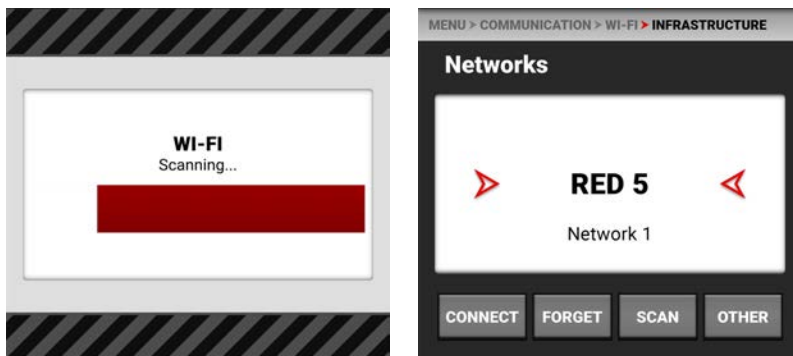 WI-FI
Scanning...
MENU > COMMUNICATION > WI-FI > INFRASTRUCTURE
Networks
RED 5
Network 1
CONNECT FORGET SCAN OTHER